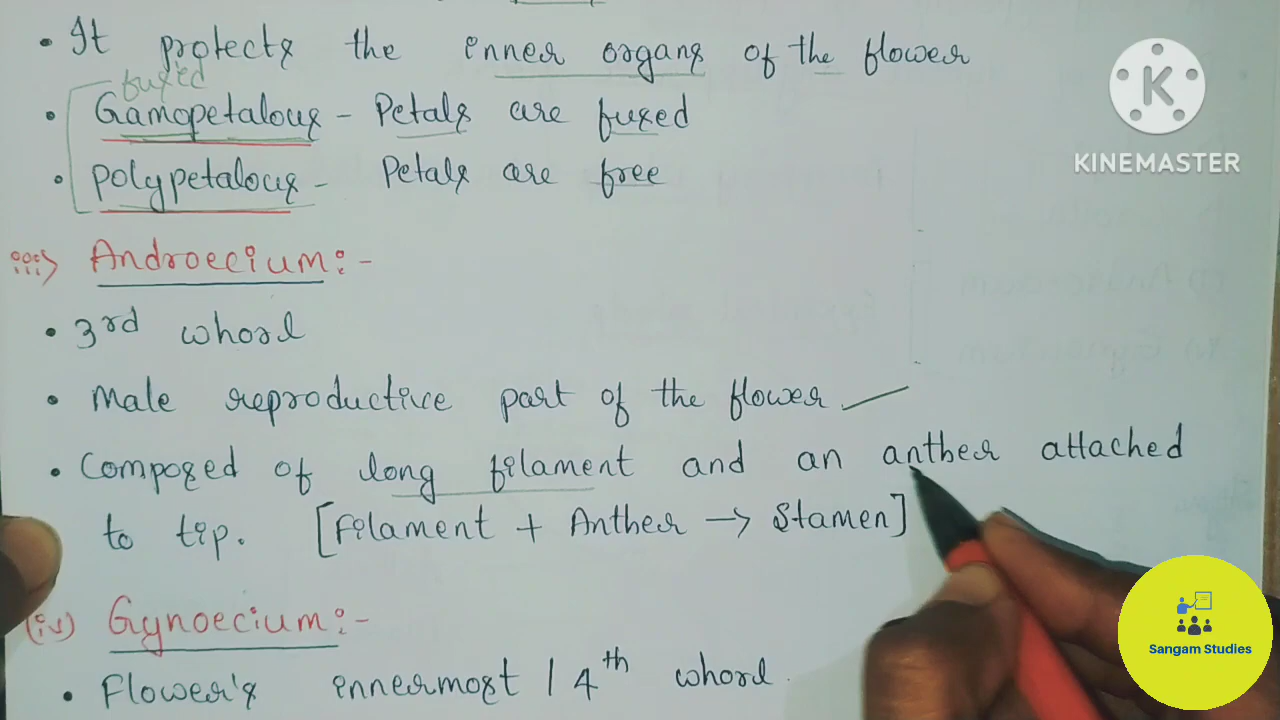 • It protects the inner organs of the flower
fused
• Gamopetalous - Petals are fused
• Polypetalous - Petals are free
iii) Androecium:-
• 3rd whorl
• Male reproductive part of the flower
• Composed of long filament and an anther attached
to tip. [Filament + Anther → Stamen]
(iv) Gynoecium:-
• Flower's innermost / 4th whorl.
K
KINEMASTER
Sangam Studies